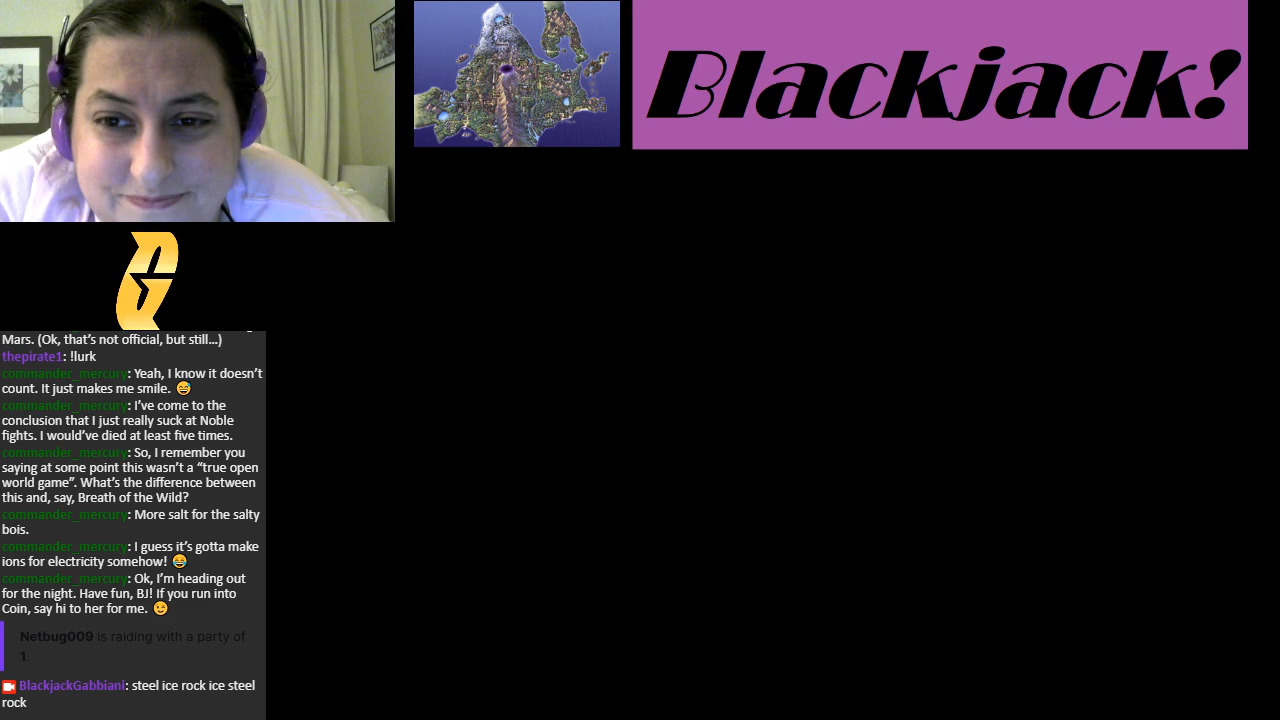 Blackjack!
Mars. (Ok, that’s not official, but still…)
thepirate1: !lurk
commander_mercury: Yeah, I know it doesn’t
count. It just makes me smile. 😅
commander_mercury: I’ve come to the
conclusion that I just really suck at Noble
fights. I would’ve died at least five times.
commander_mercury: So, I remember you
saying at some point this wasn’t a “true open
world game”. What’s the difference between
this and, say, Breath of the Wild?
commander_mercury: More salt for the salty
bois.
commander_mercury: I guess it’s gotta make
ions for electricity somehow! 😂
commander_mercury: Ok, I’m heading out
for the night. Have fun, BJ! If you run into
Coin, say hi to her for me. 😉
Netbug009 is raiding with a party of
1.
BlackjackGabbiani: steel ice rock ice steel
rock